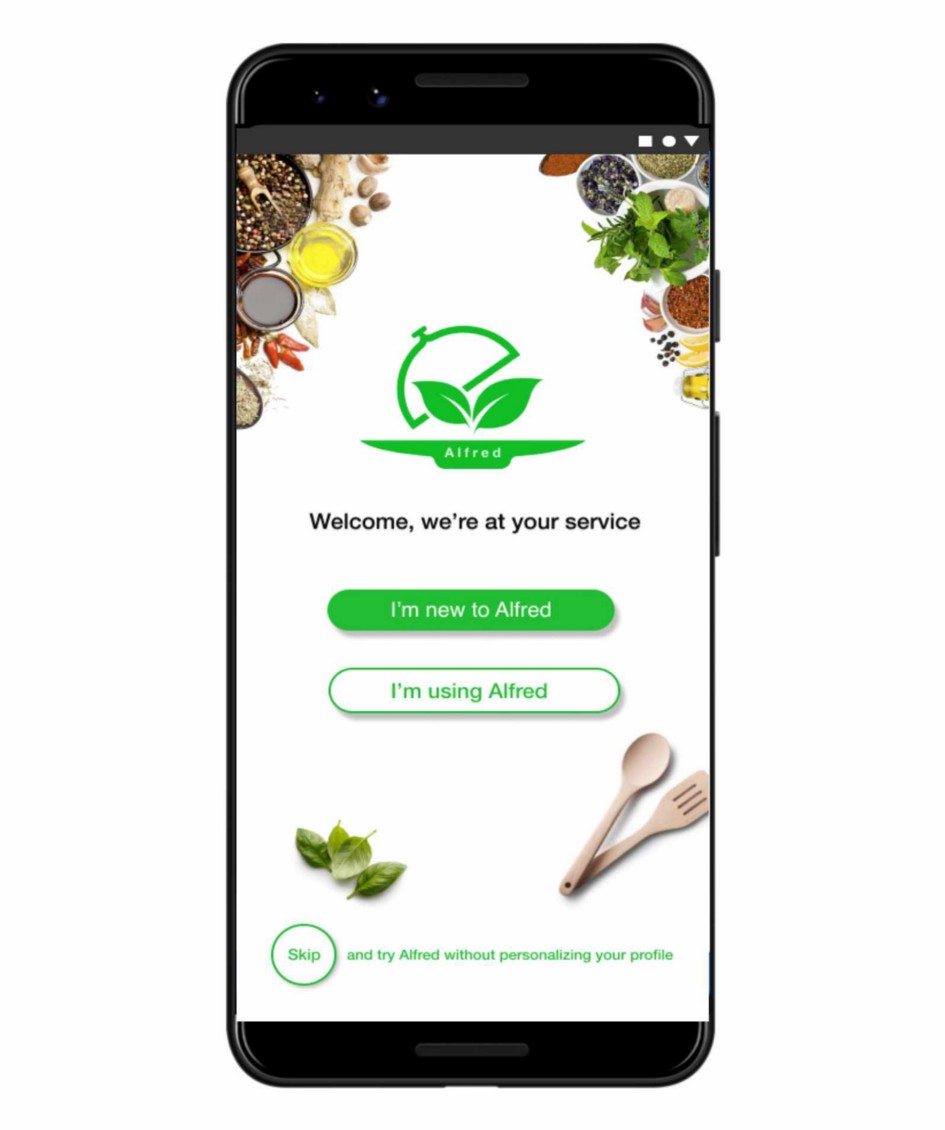 Alfred
Welcome, we're at your service
I'm new to Alfred
I'm using Alfred
Skip and try Alfred without personalizing your profile